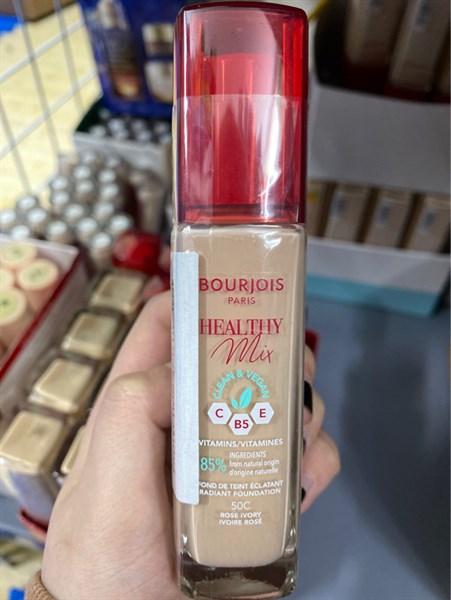 BOURJOIS
PARIS
HEALTHY
Mix
CLEAN & VEGAN
C
B5
E
VITAMINS/VITAMINES
85%
INGREDIENTS
from natural origin
d'origine naturelle
FOND DE TEINT ÉCLATANT
RADIANT FOUNDATION
50C
ROSE IVORY
IVOIRE ROSÉ